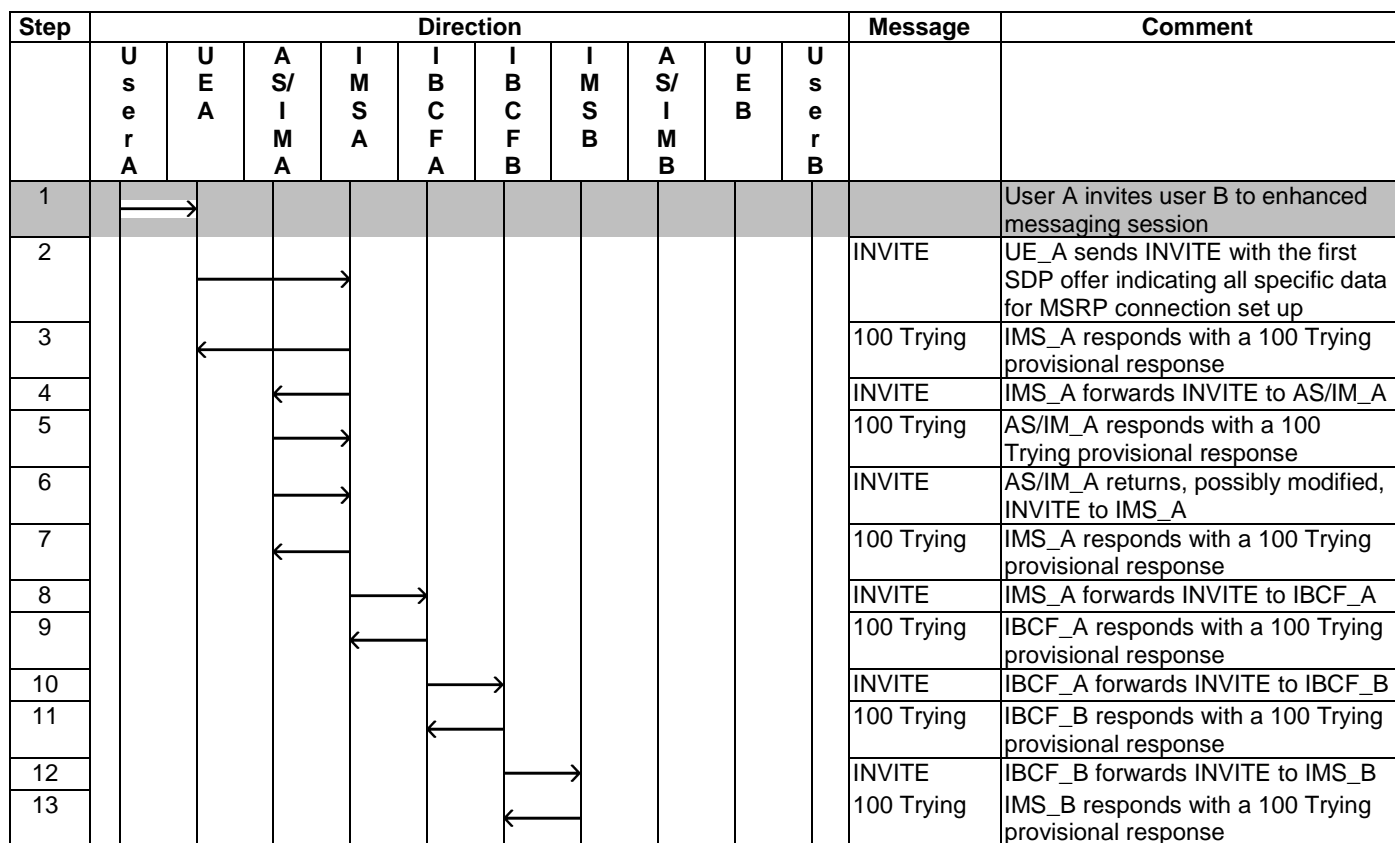 Step Direction Message Comment
U U A I I I I A U U
s E S/ M B B M S/ E s
e A I S C C S I B e
r M A F F B M r
A A A B B B
1 User A invites user B to enhanced
messaging session
2 INVITE UE_A sends INVITE with the first
SDP offer indicating all specific data
for MSRP connection set up
3 100 Trying IMS_A responds with a 100 Trying
provisional response
4 INVITE IMS_A forwards INVITE to AS/IM_A
5 100 Trying AS/IM_A responds with a 100
Trying provisional response
6 INVITE AS/IM_A returns, possibly modified,
INVITE to IMS_A
7 100 Trying IMS_A responds with a 100 Trying
provisional response
8 INVITE IMS_A forwards INVITE to IBCF_A
9 100 Trying IBCF_A responds with a 100 Trying
provisional response
10 INVITE IBCF_A forwards INVITE to IBCF_B
11 100 Trying IBCF_B responds with a 100 Trying
provisional response
12 INVITE IBCF_B forwards INVITE to IMS_B
13 100 Trying IMS_B responds with a 100 Trying
provisional response